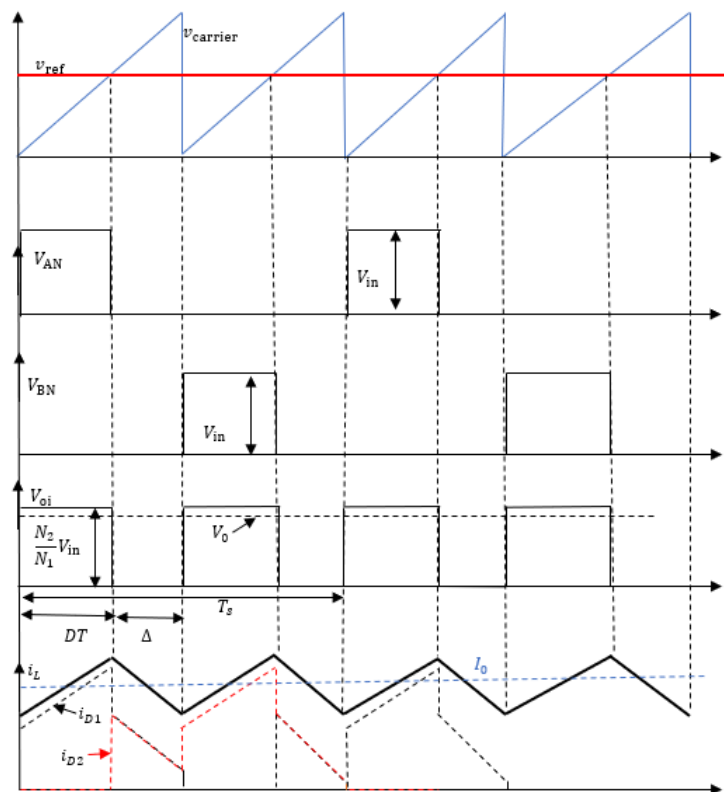 v_carrier
v_ref
V_AN
V_in
V_BN
V_in
V_oi
V_0
N_2/N_1 V_in
T_s
DT
Δ
i_L
I_0
i_D1
i_D2